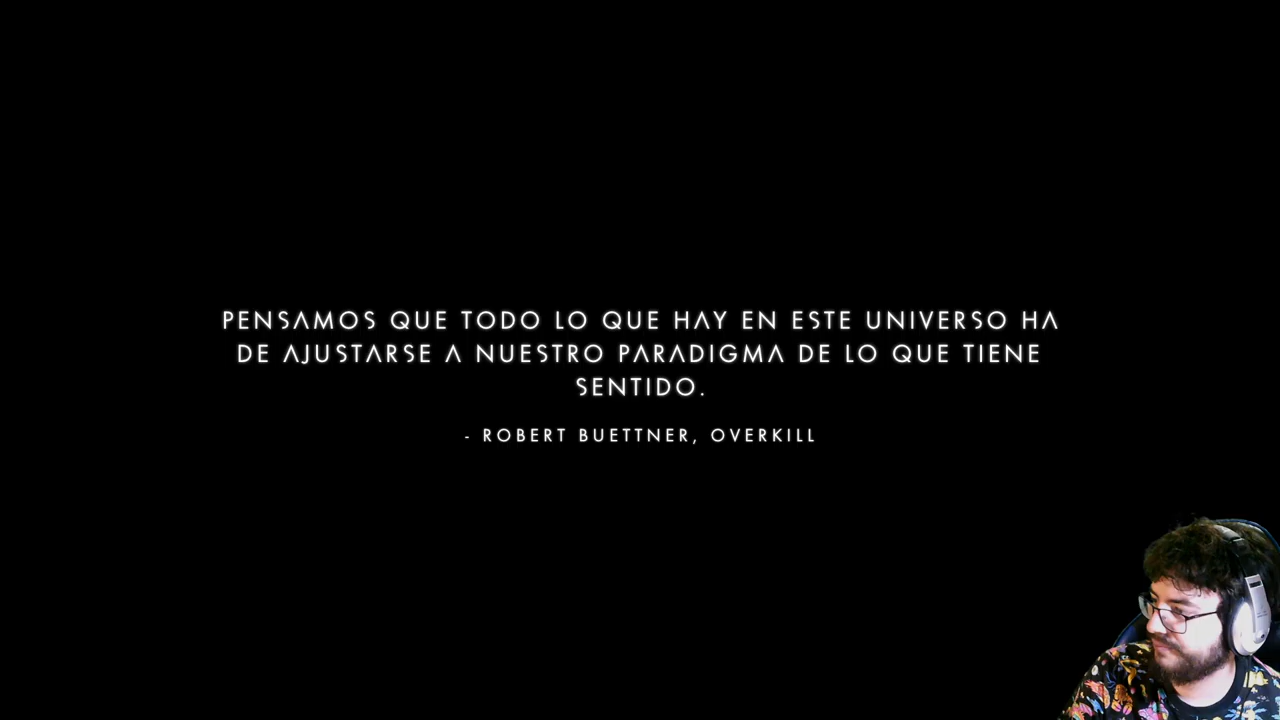 PENSAMOS QUE TODO LO QUE HAY EN ESTE UNIVERSO HA
DE AJUSTARSE A NUESTRO PARADIGMA DE LO QUE TIENE
SENTIDO.
- ROBERT BUETTNER, OVERKILL